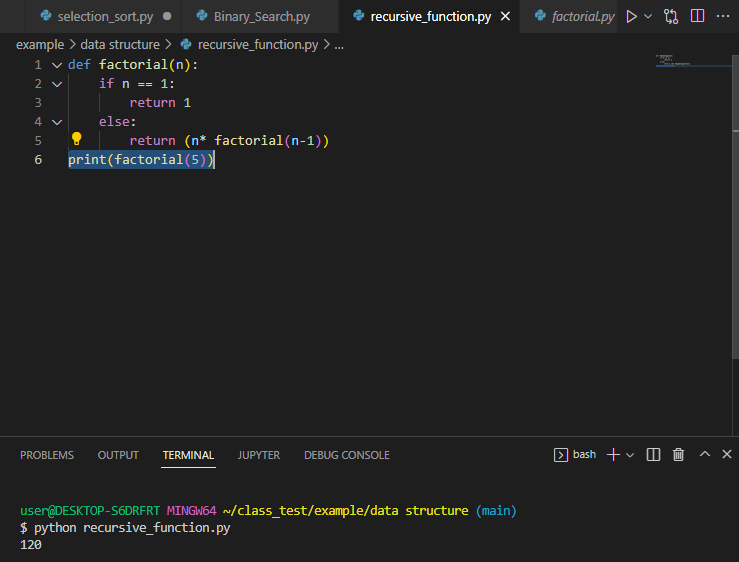 selection_sort.py Binary_Search.py recursive_function.py factorial.py
example > data structure > recursive_function.py > ...
1 def factorial(n):
2 if n == 1:
3 return 1
4 else:
5 return (n* factorial(n-1))
6 print(factorial(5))
PROBLEMS OUTPUT TERMINAL JUPYTER DEBUG CONSOLE bash
user@DESKTOP-S6DRFRT MINGW64 ~/class_test/example/data structure (main)
$ python recursive_function.py
120